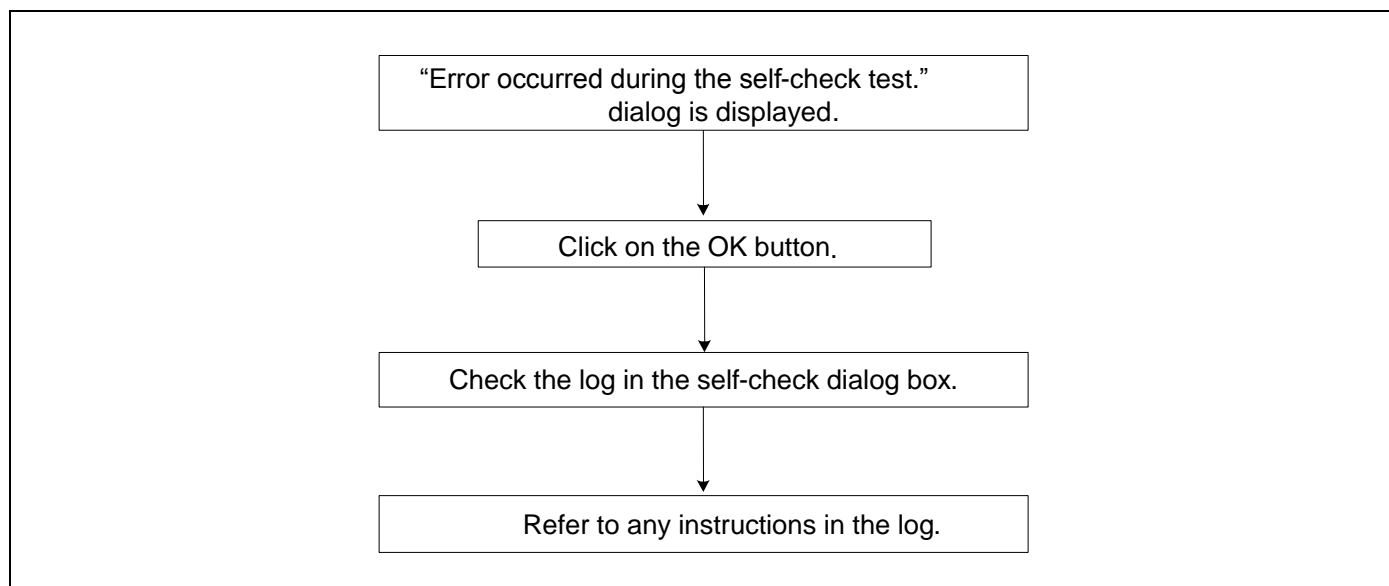 “Error occurred during the self-check test.”
dialog is displayed.
Click on the OK button.
Check the log in the self-check dialog box.
Refer to any instructions in the log.